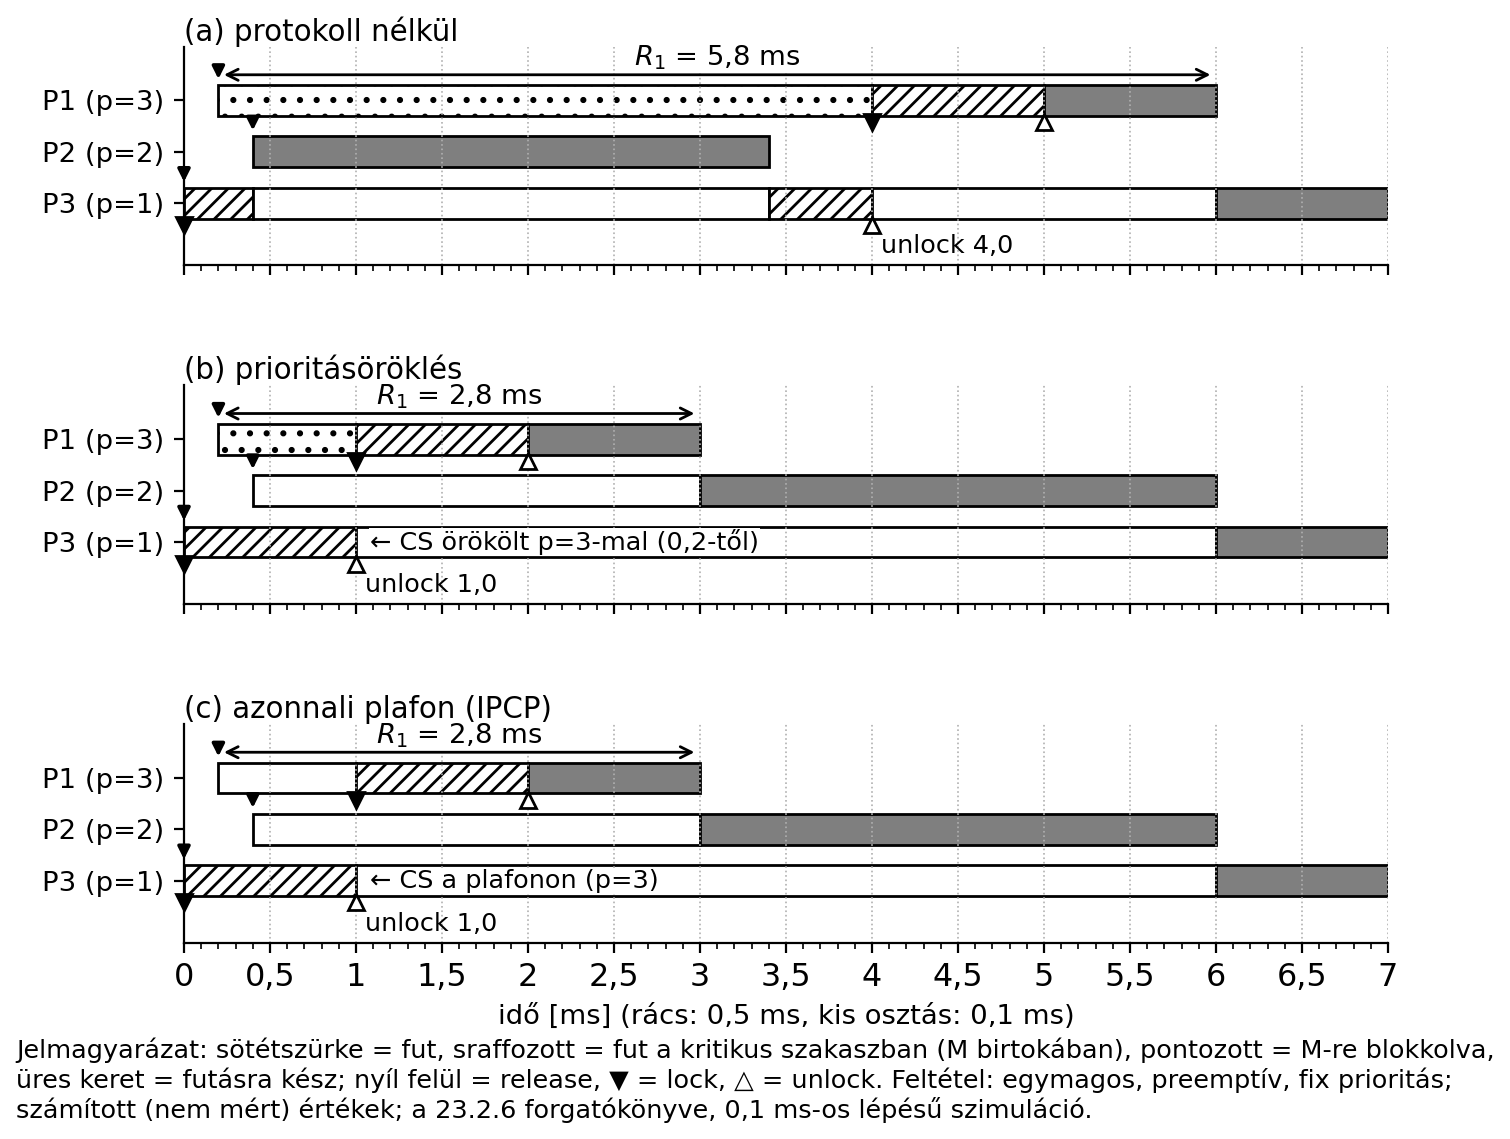 (a) protokoll nélkül
R₁ = 5,8 ms
P1 (p=3)
P2 (p=2)
P3 (p=1)
unlock 4,0
(b) prioritásöröklés
R₁ = 2,8 ms
P1 (p=3)
P2 (p=2)
P3 (p=1)
← CS örökölt p=3-mal (0,2-től)
unlock 1,0
(c) azonnali plafon (IPCP)
R₁ = 2,8 ms
P1 (p=3)
P2 (p=2)
P3 (p=1)
← CS a plafonon (p=3)
unlock 1,0
0 0,5 1 1,5 2 2,5 3 3,5 4 4,5 5 5,5 6 6,5 7
idő [ms] (rács: 0,5 ms, kis osztás: 0,1 ms)
Jelmagyarázat: sötétszürke = fut, sraffozott = fut a kritikus szakaszban (M birtokában), pontozott = M-re blokkolva,
üres keret = futásra kész; nyíl felül = release, ▼ = lock, △ = unlock. Feltétel: egymagos, preemptív, fix prioritás;
számított (nem mért) értékek; a 23.2.6 forgatókönyve, 0,1 ms-os lépésű szimuláció.